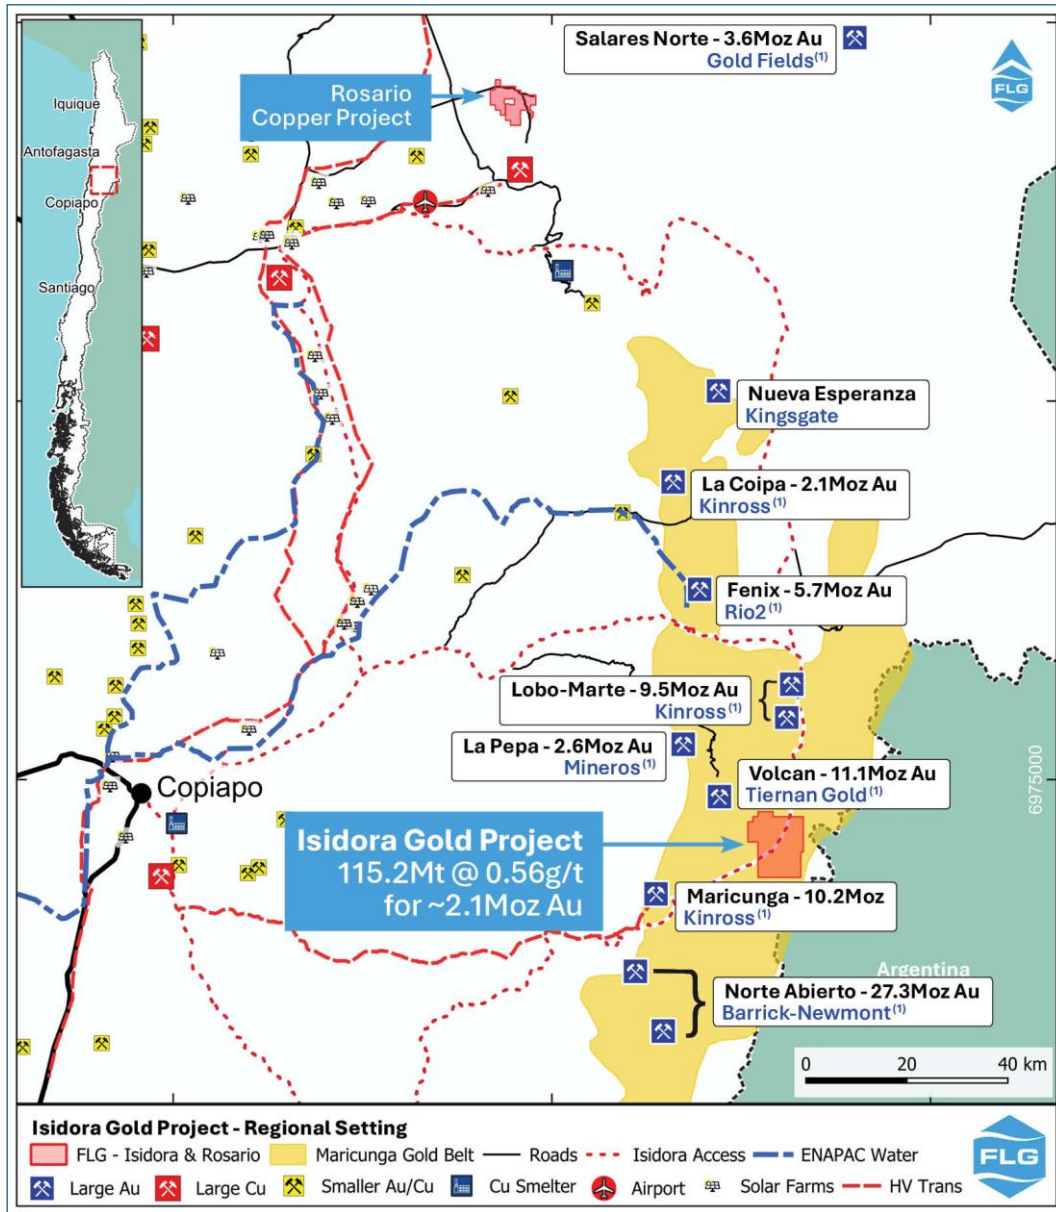 Salares Norte - 3.6Moz Au
Gold Fields(1)
FLG
Rosario
Copper Project
Iquique
Antofagasta
Copiapo
Santiago
Nueva Esperanza
Kingsgate
La Coipa - 2.1Moz Au
Kinross(1)
Fenix - 5.7Moz Au
Rio2(1)
Lobo-Marte - 9.5Moz Au
Kinross(1)
La Pepa - 2.6Moz Au
Mineros(1)
Volcan - 11.1Moz Au
Tiernan Gold(1)
6975000
Copiapo
Isidora Gold Project
115.2Mt @ 0.56g/t
for ~2.1Moz Au
Maricunga - 10.2moz
Kinross(1)
Argentina
Norte Abierto - 27.3Moz Au
Barrick-Newmont(1)
0 20 40 km
Isidora Gold Project - Regional Setting
FLG - Isidora & Rosario Maricunga Gold Belt Roads Isidora Access ENAPAC Water
Large Au Large Cu Smaller Au/Cu Cu Smelter Airport Solar Farms HV Trans
FLG